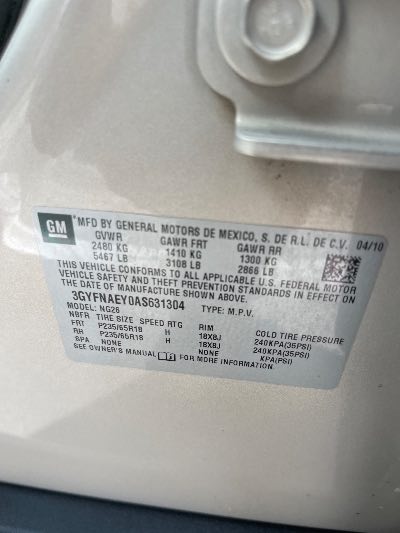 GM
MFD BY GENERAL MOTORS DE MEXICO, S. DE R.L. DE C.V. 04/10
GVWR GAWR FRT GAWR RR
2480 KG 1410 KG 1300 KG
5467 LB 3108 LB 2866 LB
THIS VEHICLE CONFORMS TO ALL APPLICABLE U.S. FEDERAL MOTOR
VEHICLE SAFETY AND THEFT PREVENTION STANDARDS IN EFFECT ON
THE DATE OF MANUFACTURE SHOWN ABOVE.
3GYFNAEY0AS631304 TYPE: M.P.V.
MODEL: NG26
NBFR TIRE SIZE SPEED RTG RIM COLD TIRE PRESSURE
FRT P235/65R18 H 18X8J 240KPA(35PSI)
RR P235/65R18 H 18X8J 240KPA(35PSI)
SPA NONE NONE KPA(PSI)
SEE OWNER'S MANUAL FOR MORE INFORMATION.